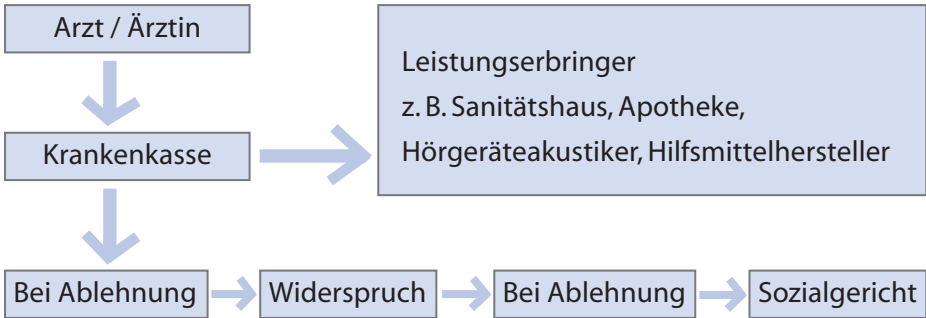 Arzt / Ärztin
Leistungserbringer
z. B. Sanitätshaus, Apotheke,
Hörgeräteakustiker, Hilfsmittelhersteller
Krankenkasse
Bei Ablehnung
Widerspruch
Bei Ablehnung
Sozialgericht